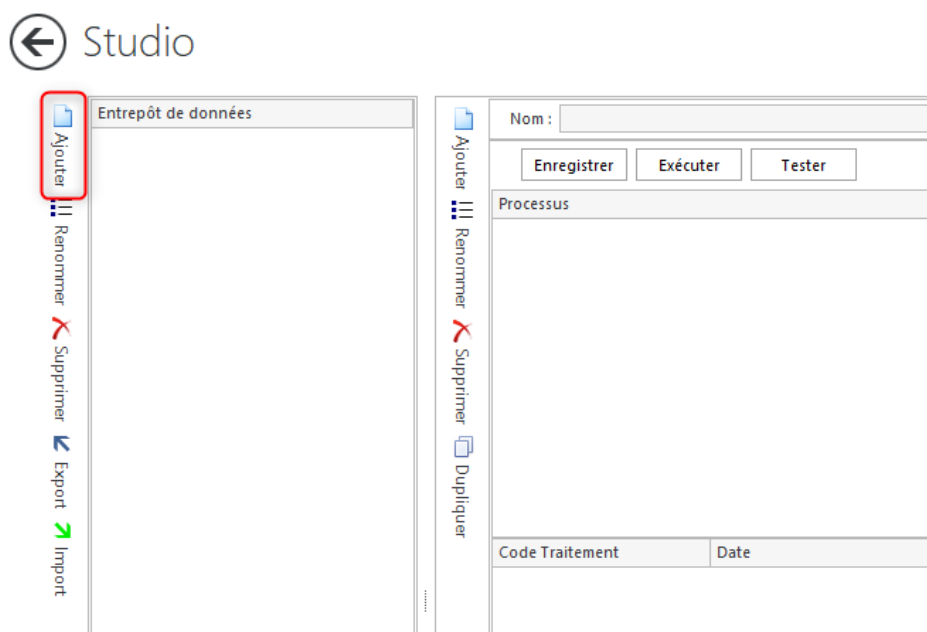 Studio
Ajouter
Renommer
Supprimer
Export
Import
Entrepôt de données
Ajouter
Renommer
Supprimer
Dupliquer
Nom :
Enregistrer Exécuter Tester
Processus
Code Traitement Date